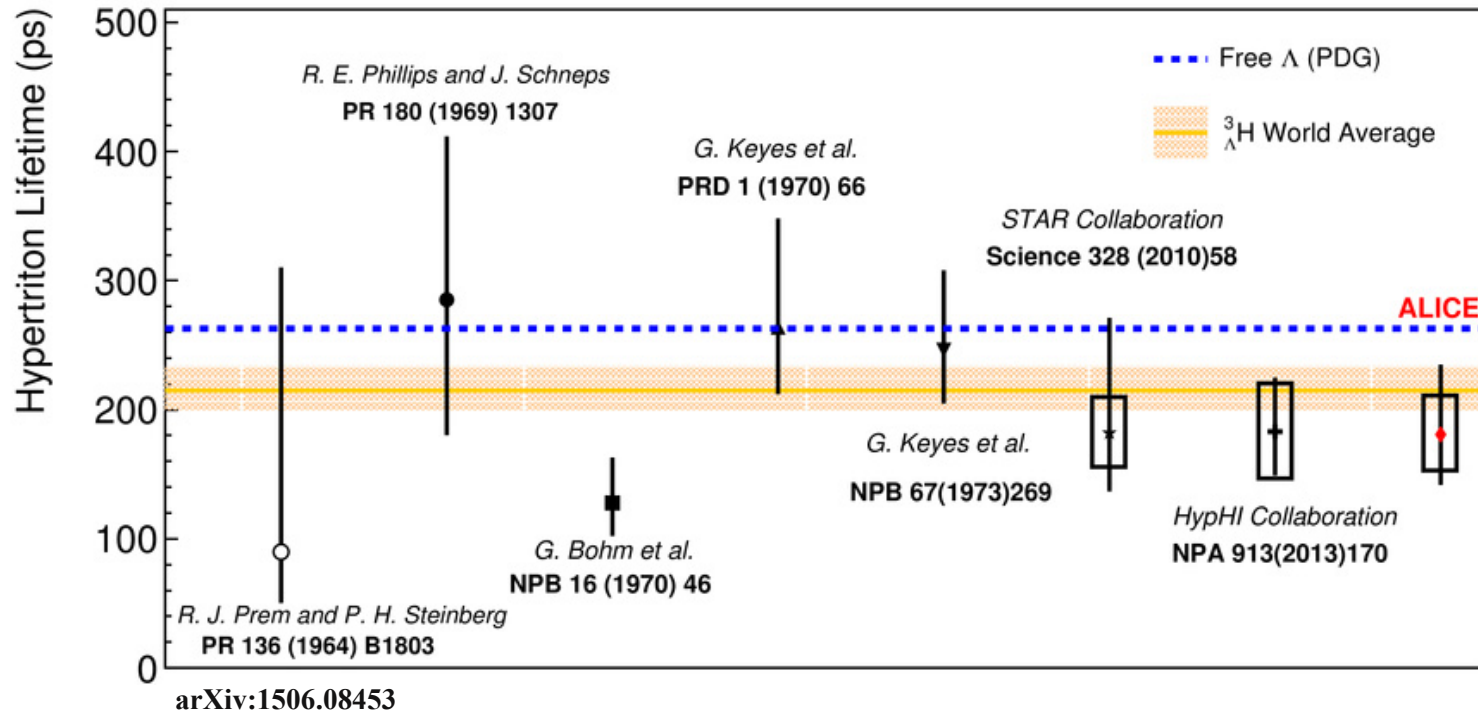 Hypertriton Lifetime (ps)
500
400
300
200
100
0
R. E. Phillips and J. Schneps
PR 180 (1969) 1307
G. Keyes et al.
PRD 1 (1970) 66
Free Λ (PDG)
³ΛH World Average
STAR Collaboration
Science 328 (2010)58
ALICE
G. Keyes et al.
NPB 67(1973)269
HypHI Collaboration
NPA 913(2013)170
G. Bohm et al.
NPB 16 (1970) 46
R. J. Prem and P. H. Steinberg
PR 136 (1964) B1803
arXiv:1506.08453